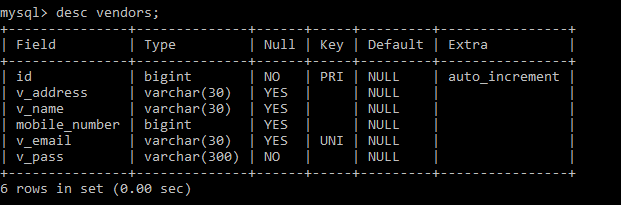 mysql> desc vendors;
+---------------+--------------+------+-----+---------+----------------+
| Field         | Type         | Null | Key | Default | Extra          |
+---------------+--------------+------+-----+---------+----------------+
| id            | bigint       | NO   | PRI | NULL    | auto_increment |
| v_address     | varchar(30)  | YES  |     | NULL    |                |
| v_name        | varchar(30)  | YES  |     | NULL    |                |
| mobile_number | bigint       | YES  |     | NULL    |                |
| v_email       | varchar(30)  | YES  | UNI | NULL    |                |
| v_pass        | varchar(300) | NO   |     | NULL    |                |
+---------------+--------------+------+-----+---------+----------------+
6 rows in set (0.00 sec)